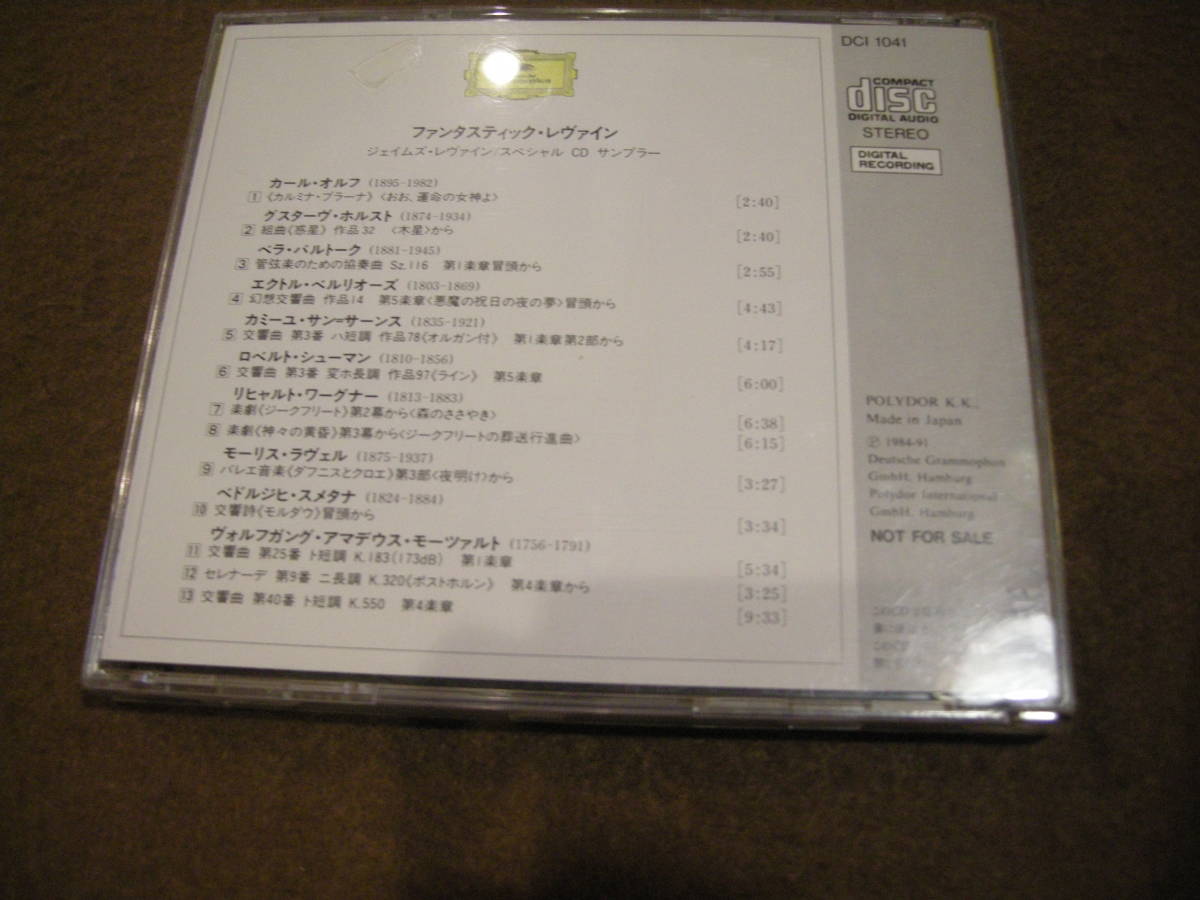 ファンタスティック・レヴァイン
ジェイムズ・レヴァイン/スペシャル CD サンプラー
カール・オルフ (1895-1982)
1 《カルミナ・ブラーナ》〈おお、運命の女神よ〉 [2:40]
グスターヴ・ホルスト (1874-1934)
2 組曲《惑星》 作品32 〈木星〉から [2:40]
ベラ・バルトーク (1881-1945)
3 管弦楽のための協奏曲 Sz.116 第1楽章冒頭から [2:55]
エクトル・ベルリオーズ (1803-1869)
4 幻想交響曲 作品14 第5楽章〈悪魔の祝日の夜の夢〉冒頭から [4:43]
カミーユ・サン=サーンス (1835-1921)
5 交響曲 第3番 ハ短調 作品78《オルガン付》 第1楽章第2部から [4:17]
ロベルト・シューマン (1810-1856)
6 交響曲 第3番 変ホ長調 作品97《ライン》 第5楽章 [6:00]
リヒャルト・ワーグナー (1813-1883)
7 楽劇《ジークフリート》第2幕から〈森のささやき〉 [6:38]
8 楽劇《神々の黄昏》第3幕から〈ジークフリートの葬送行進曲〉 [6:15]
モーリス・ラヴェル (1875-1937)
9 バレエ音楽《ダフニスとクロエ》第3部〈夜明け〉から [3:27]
ベドルジヒ・スメタナ (1824-1884)
10 交響詩《モルダウ》冒頭から [3:34]
ヴォルフガング・アマデウス・モーツァルト (1756-1791)
11 交響曲 第25番 ト短調 K.183(173dB) 第1楽章 [5:34]
12 セレナーデ 第9番 ニ長調 K.320《ポストホルン》 第4楽章から [3:25]
13 交響曲 第40番 ト短調 K.550 第4楽章 [9:33]
DCI 1041
COMPACT
disc
DIGITAL AUDIO
STEREO
DIGITAL
RECORDING
POLYDOR K.K.,
Made in Japan
Ⓟ 1984-91
Deutsche Grammophon
GmbH, Hamburg
Polydor International
GmbH, Hamburg
NOT FOR SALE